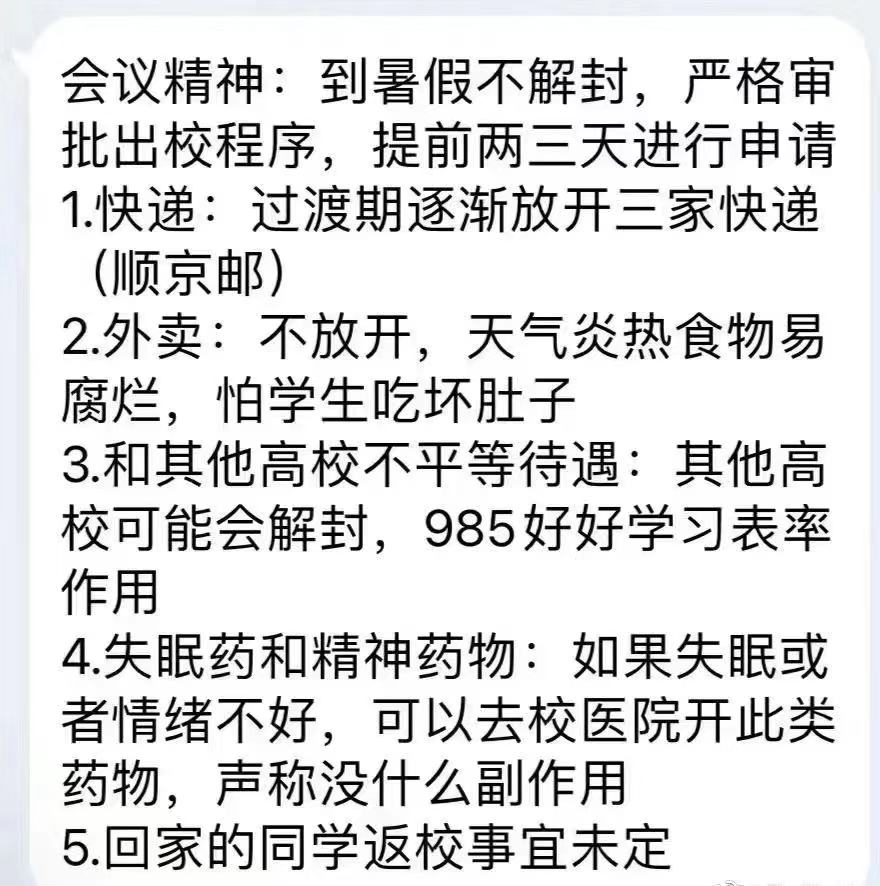 会议精神：到暑假不解封，严格审
批出校程序，提前两三天进行申请
1.快递：过渡期逐渐放开三家快递
（顺京邮）
2.外卖：不放开，天气炎热食物易
腐烂，怕学生吃坏肚子
3.和其他高校不平等待遇：其他高
校可能会解封，985好好学习表率
作用
4.失眠药和精神药物：如果失眠或
者情绪不好，可以去校医院开此类
药物，声称没什么副作用
5.回家的同学返校事宜未定